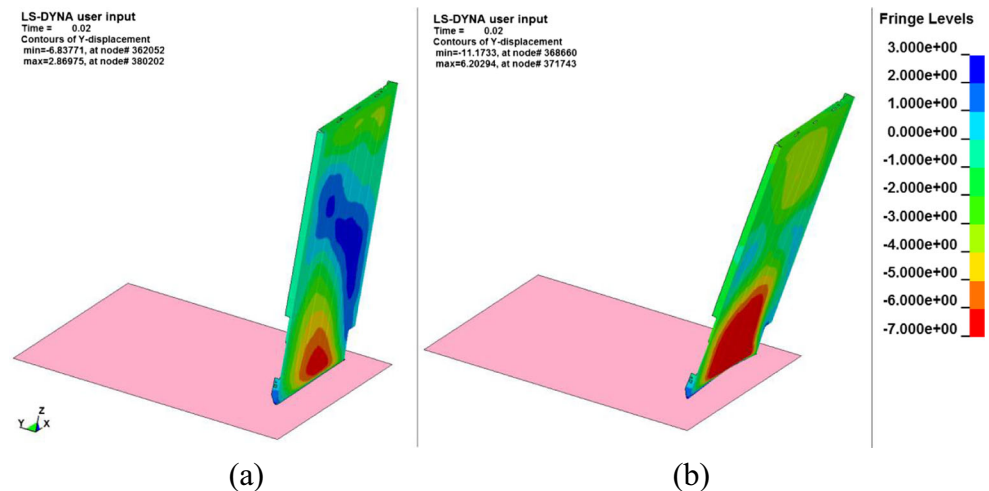 LS-DYNA user input
Time = 0.02
Contours of Y-displacement
min=-6.83771, at node# 362052
max=2.86975, at node# 380202
LS-DYNA user input
Time = 0.02
Contours of Y-displacement
min=-11.1733, at node# 368660
max=6.20294, at node# 371743
Fringe Levels
3.000e+00
2.000e+00
1.000e+00
0.000e+00
-1.000e+00
-2.000e+00
-3.000e+00
-4.000e+00
-5.000e+00
-6.000e+00
-7.000e+00
Z
Y
X
(a)
(b)